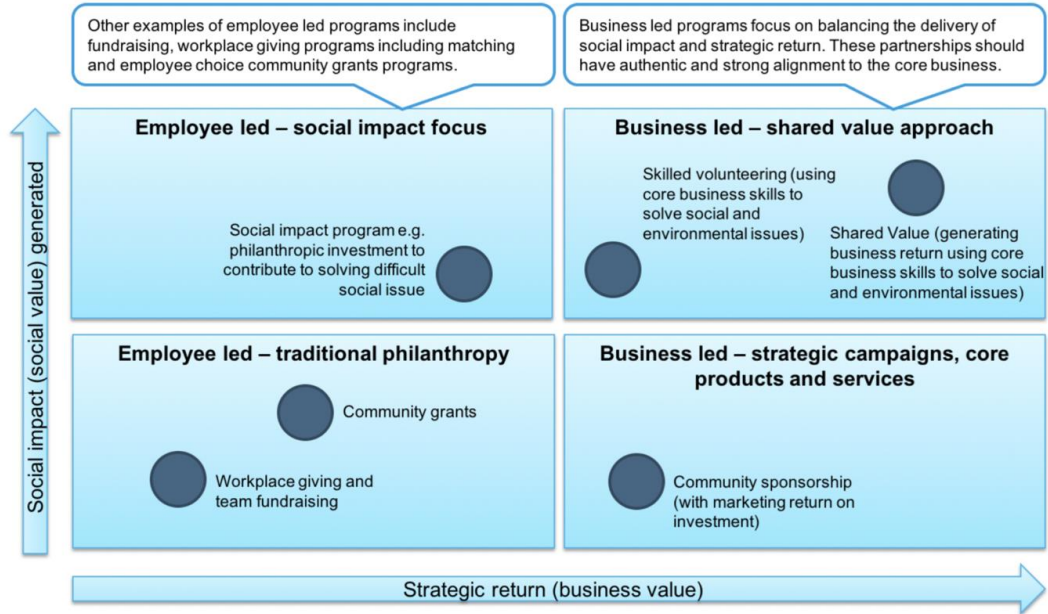 Other examples of employee led programs include
fundraising, workplace giving programs including matching
and employee choice community grants programs.
Business led programs focus on balancing the delivery of
social impact and strategic return. These partnerships should
have authentic and strong alignment to the core business.
Social impact (social value) generated
Employee led – social impact focus
Social impact program e.g.
philanthropic investment to
contribute to solving difficult
social issue
Business led – shared value approach
Skilled volunteering (using
core business skills to
solve social and
environmental issues)
Shared Value (generating
business return using core
business skills to solve social
and environmental issues)
Employee led – traditional philanthropy
Community grants
Workplace giving and
team fundraising
Business led – strategic campaigns, core
products and services
Community sponsorship
(with marketing return on
investment)
Strategic return (business value)